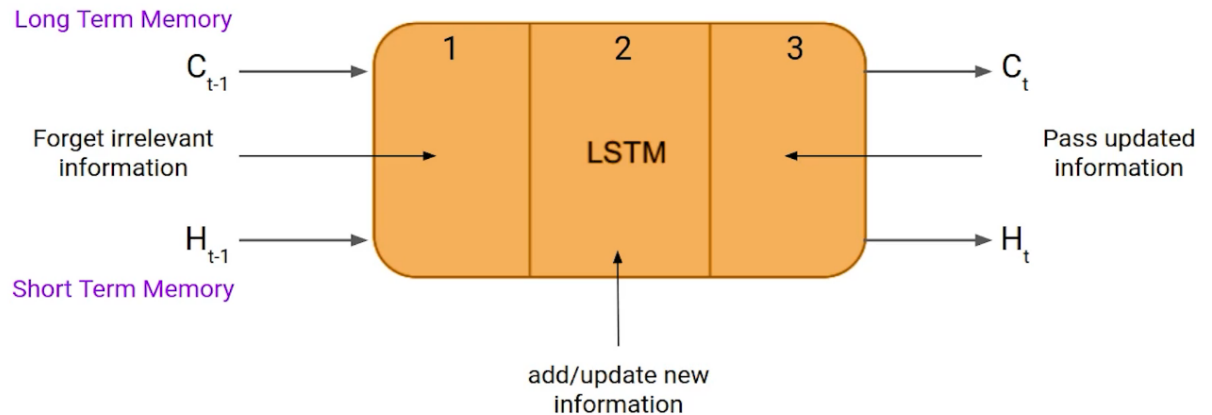 Long Term Memory
1 2 3
C t-1
C t
Forget irrelevant
information
LSTM
Pass updated
information
H t-1
H t
Short Term Memory
add/update new
information